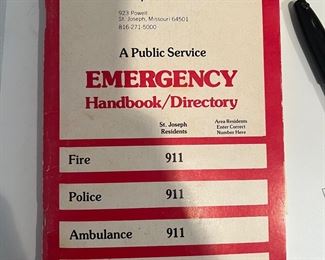 923 Powell
St. Joseph, Missouri 64501
816-271-5000
A Public Service
EMERGENCY
Handbook/Directory
St. Joseph
Residents
Area Residents
Enter Correct
Number Here
Fire 911
Police 911
Ambulance 911